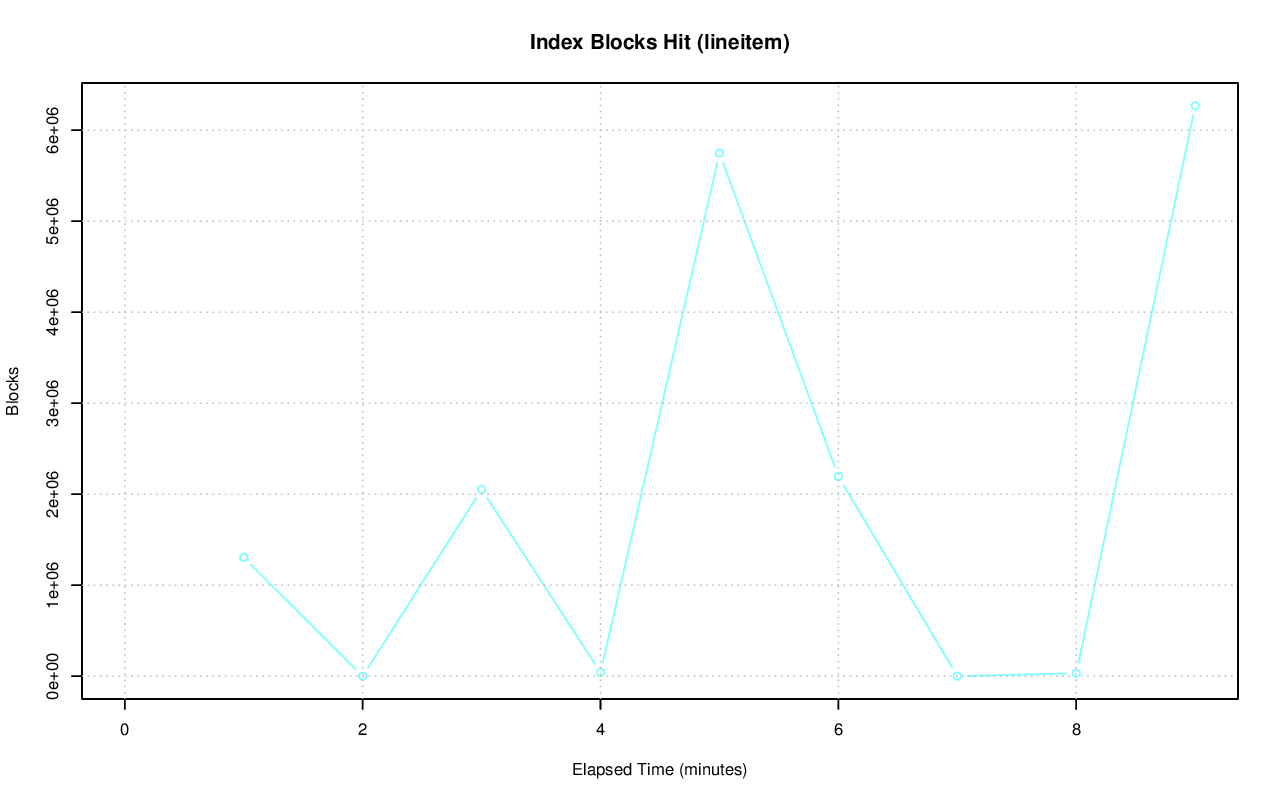 Index Blocks Hit (lineitem)
Blocks
6e+06
5e+06
4e+06
3e+06
2e+06
1e+06
0e+00
0 2 4 6 8
Elapsed Time (minutes)